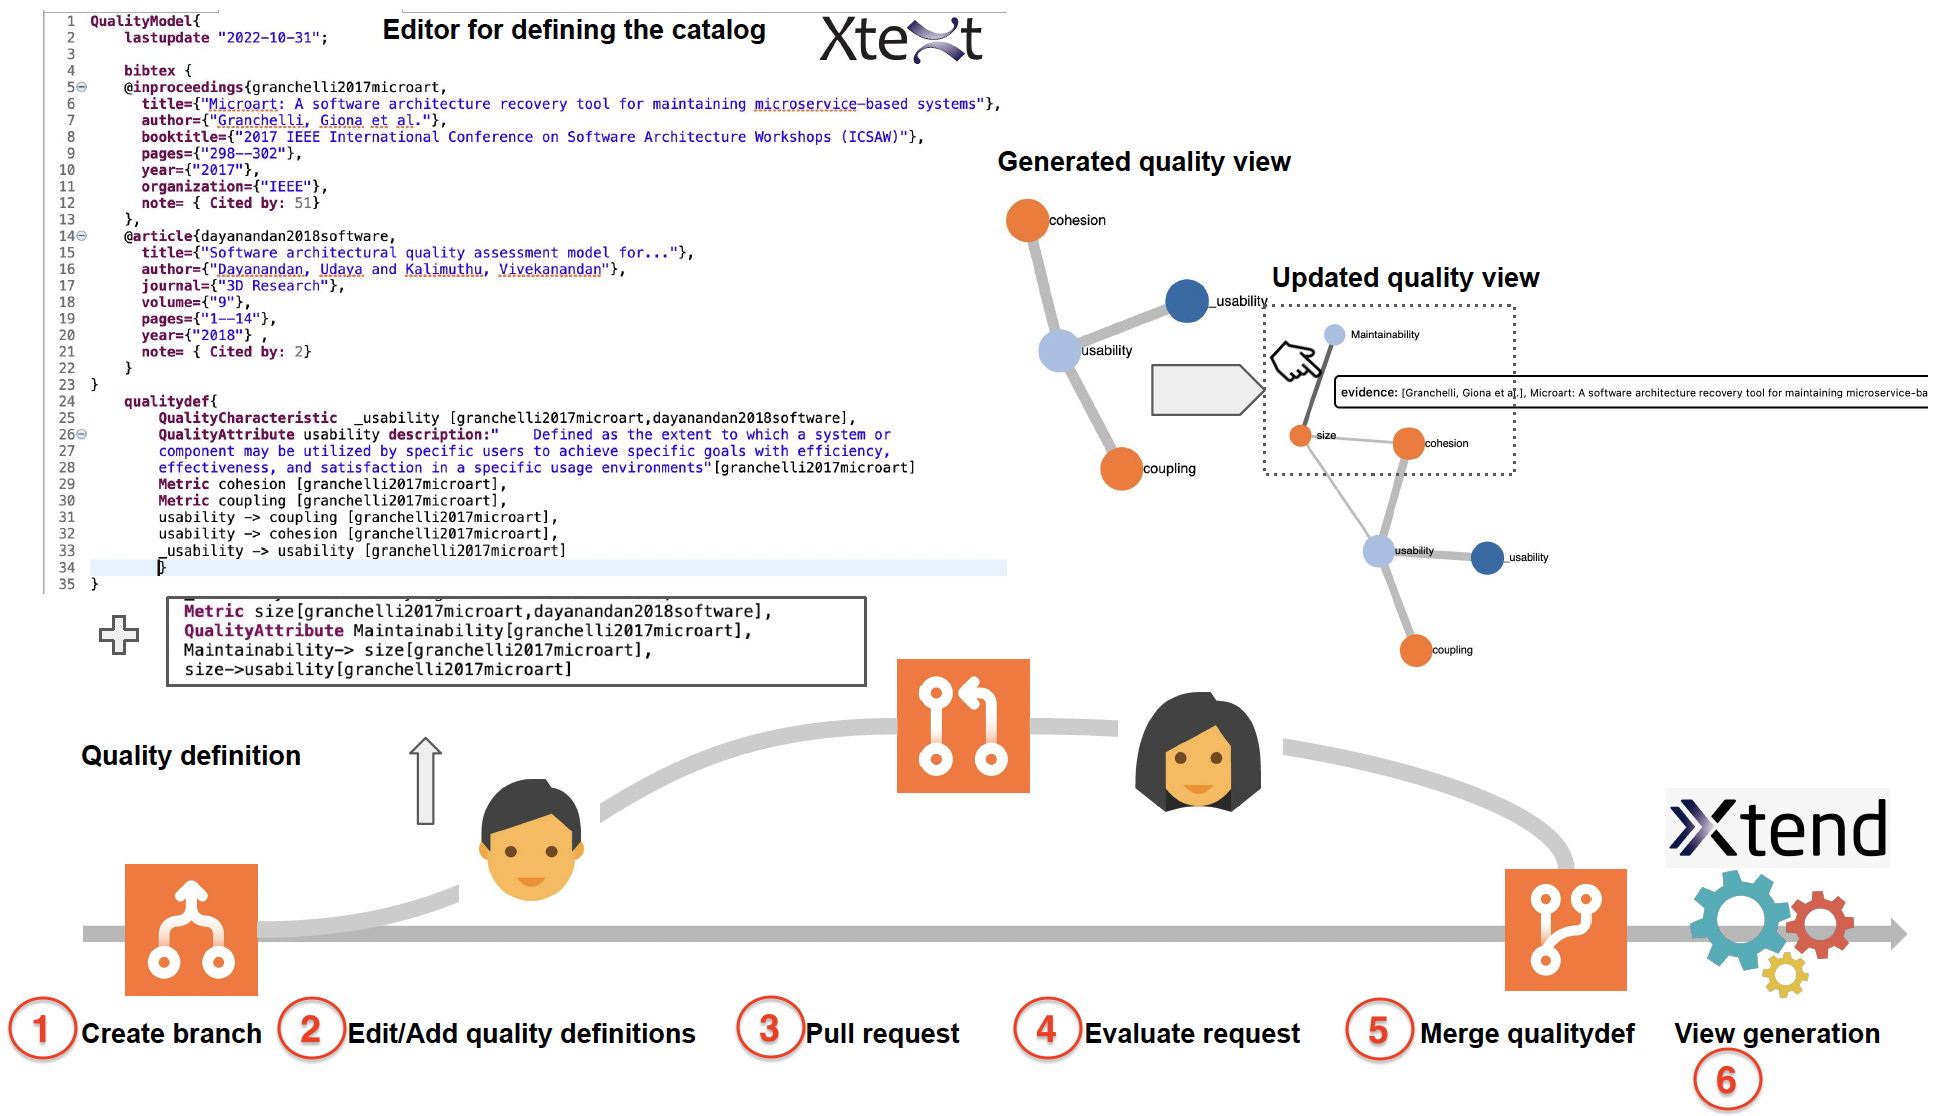 Editor for defining the catalog
Xtext
1 QualityModel{
2 lastupdate "2022-10-31";
3
4 bibtex {
5 @inproceedings{granchelli2017microart,
6 title={"Microart: A software architecture recovery tool for maintaining microservice-based systems"},
7 author={"Granchelli, Giona et al."},
8 booktitle={"2017 IEEE International Conference on Software Architecture Workshops (ICSAW)"},
9 pages={"298--302"},
10 year={"2017"},
11 organization={"IEEE"},
12 note= { Cited by: 51}
13 },
14 @article{dayanandan2018software,
15 title={"Software architectural quality assessment model for..."},
16 author={"Dayanandan, Udaya and Kalimuthu, Vivekanandan"},
17 journal={"3D Research"},
18 volume={"9"},
19 pages={"1--14"},
20 year={"2018"} ,
21 note= { Cited by: 2}
22 }
23 }
24 qualitydef{
25 QualityCharacteristic _usability [granchelli2017microart,dayanandan2018software],
26 QualityAttribute usability description:" Defined as the extent to which a system or
27 component may be utilized by specific users to achieve specific goals with efficiency,
28 effectiveness, and satisfaction in a specific usage environments"[granchelli2017microart]
29 Metric cohesion [granchelli2017microart],
30 Metric coupling [granchelli2017microart],
31 usability -> coupling [granchelli2017microart],
32 usability -> cohesion [granchelli2017microart],
33 _usability -> usability [granchelli2017microart]
34 }
35 }
Metric size[granchelli2017microart,dayanandan2018software],
QualityAttribute Maintainability[granchelli2017microart],
Maintainability-> size[granchelli2017microart],
size->usability[granchelli2017microart]
Generated quality view
cohesion
_usability
usability
coupling
Updated quality view
Maintainability
evidence: [Granchelli, Giona et al.], Microart: A software architecture recovery tool for maintaining microservice-ba
size
cohesion
usability
_usability
coupling
Quality definition
Xtend
1 Create branch
2 Edit/Add quality definitions
3 Pull request
4 Evaluate request
5 Merge qualitydef
View generation
6